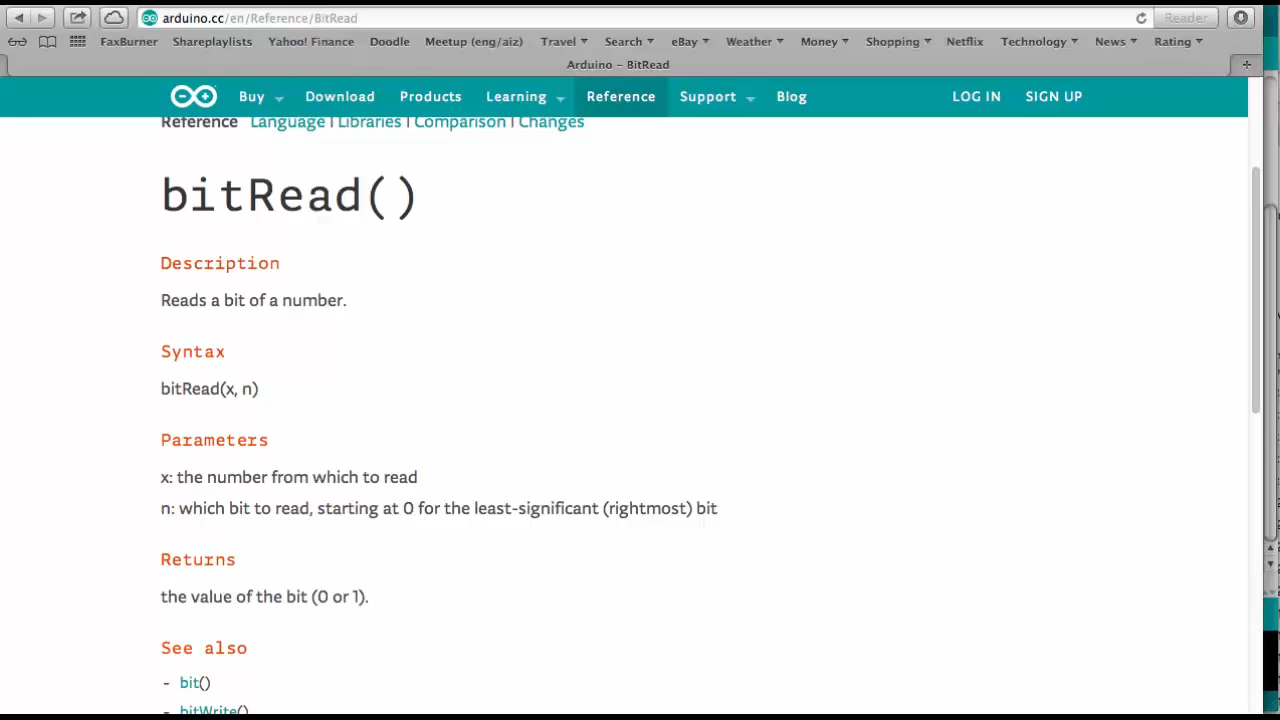 arduino.cc/en/Reference/BitRead
Reader
FaxBurner Shareplaylists Yahoo! Finance Doodle Meetup (eng/aiz) Travel Search eBay Weather Money Shopping Netflix Technology News Rating
Arduino – BitRead
Buy Download Products Learning Reference Support Blog LOG IN SIGN UP
Reference Language | Libraries | Comparison | Changes
bitRead()
Description
Reads a bit of a number.
Syntax
bitRead(x, n)
Parameters
x: the number from which to read
n: which bit to read, starting at 0 for the least-significant (rightmost) bit
Returns
the value of the bit (0 or 1).
See also
- bit()
- bitWrite()